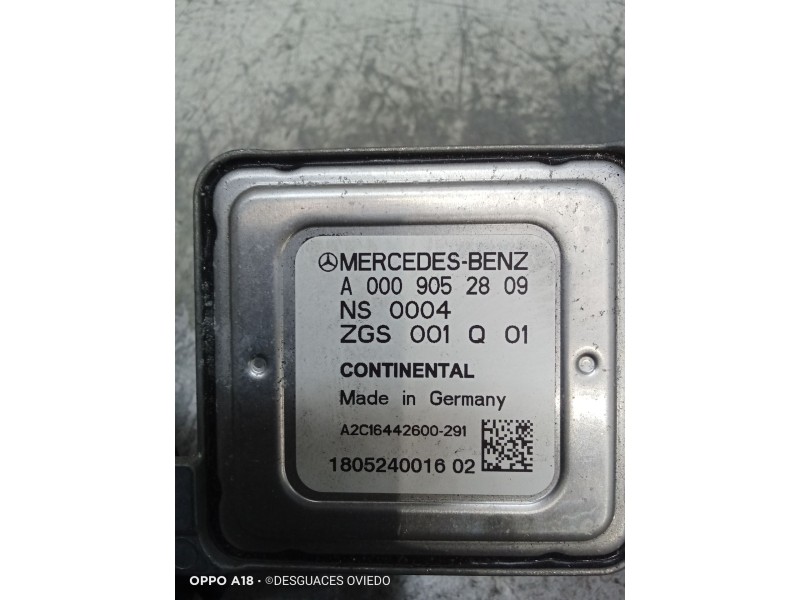 MERCEDES-BENZ
A 000 905 28 09
NS 0004
ZGS 001 Q 01
CONTINENTAL
Made in Germany
A2C16442600-291
1805240016 02
OPPO A18 · ©DESGUACES OVIEDO